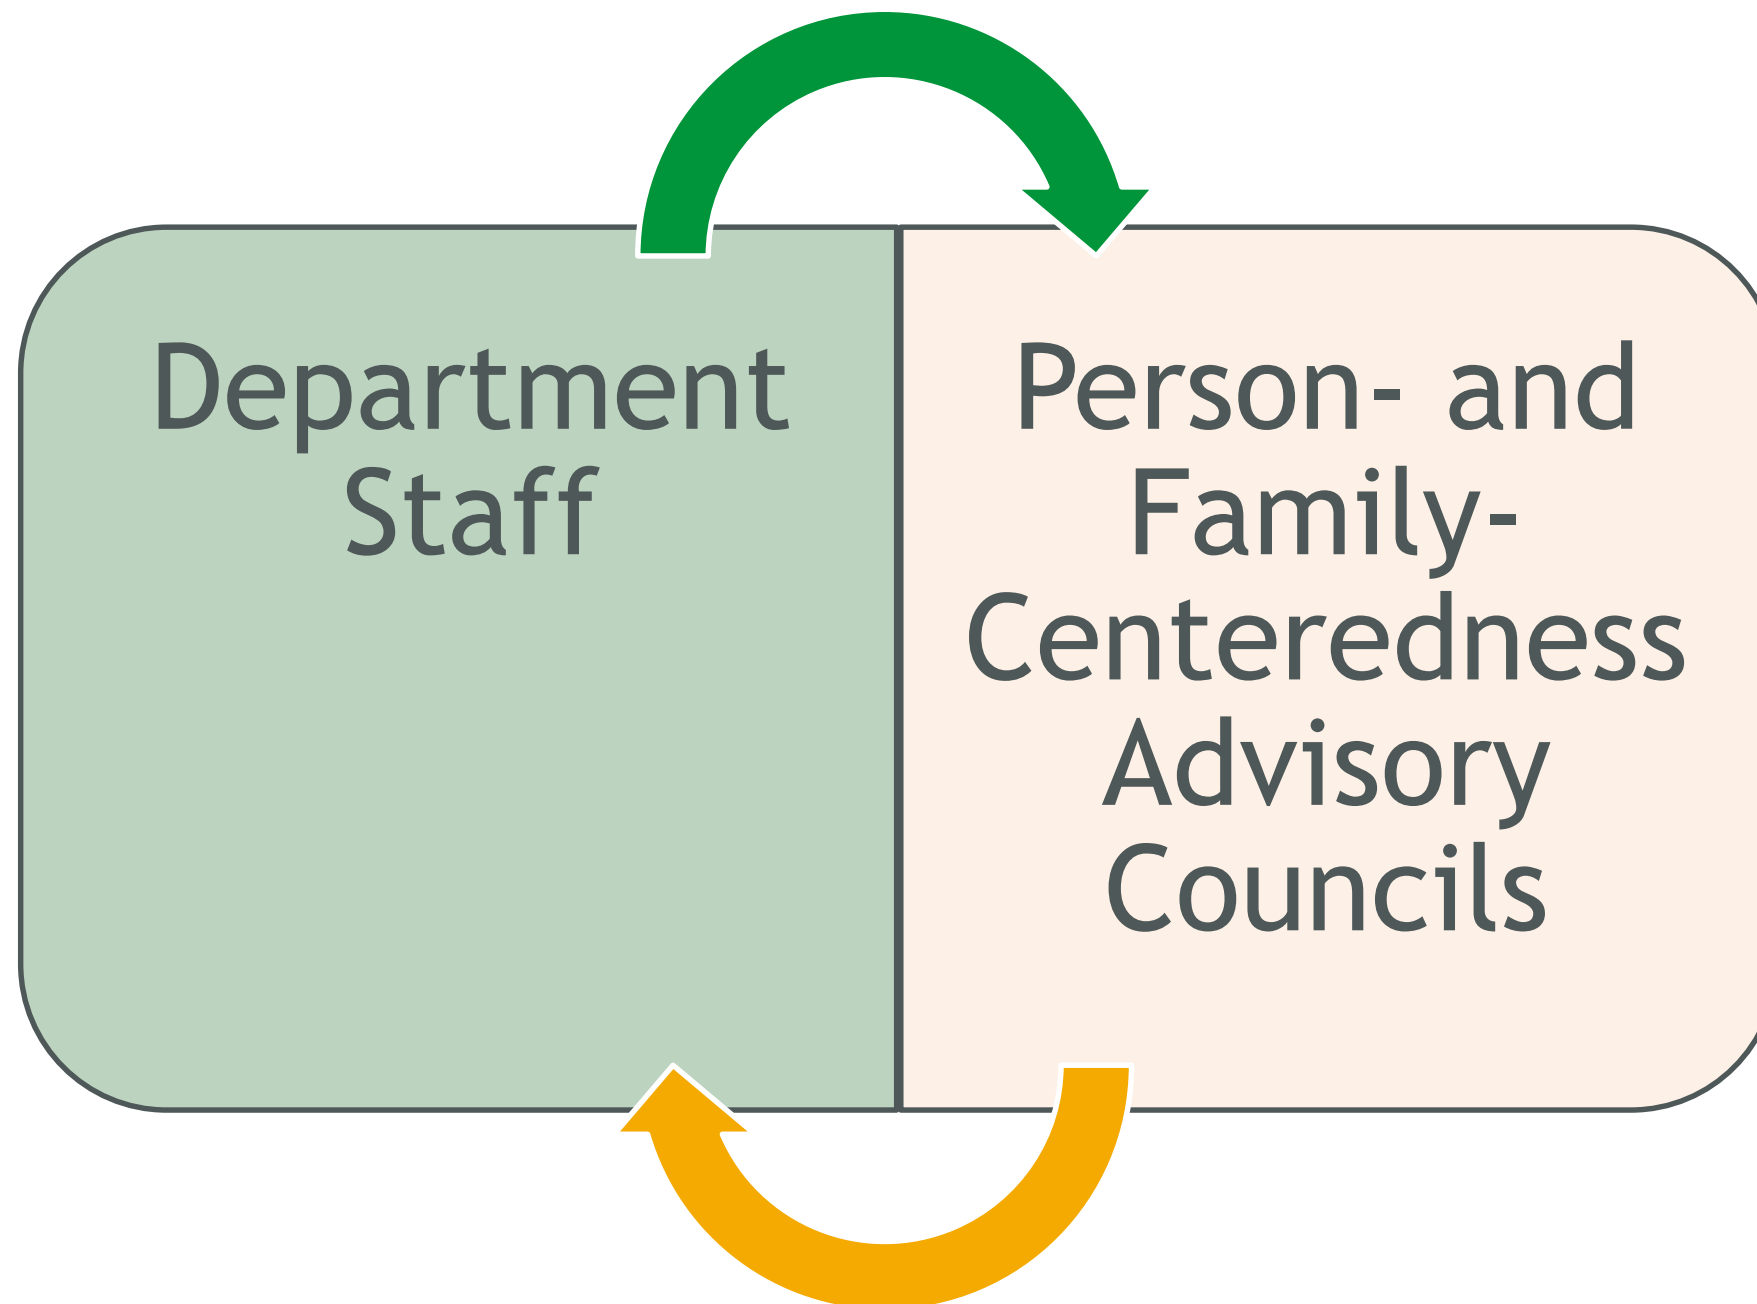 Department
Staff
Person- and
Family-
Centeredness
Advisory
Councils